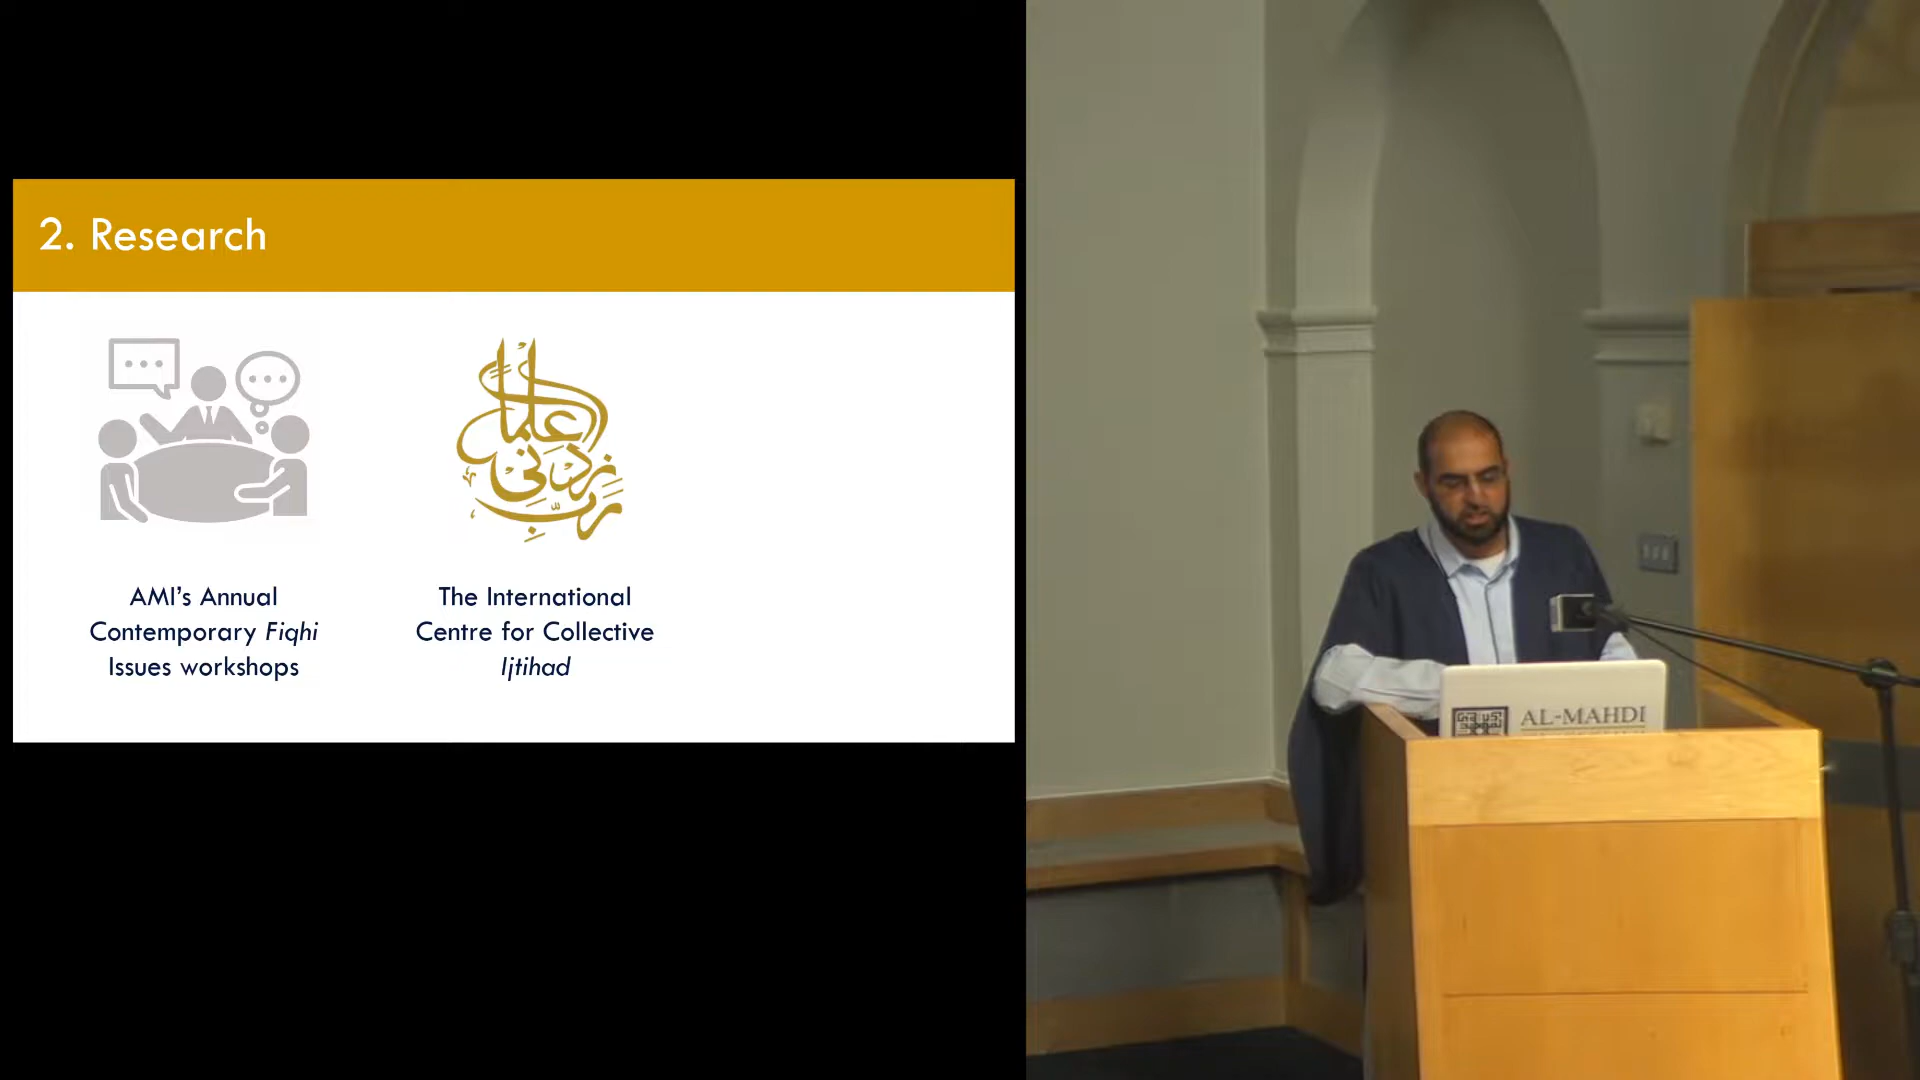 2. Research
رَبِّ زِدْنِي عِلْمًا
AMI's Annual
Contemporary Fiqhi
Issues workshops
The International
Centre for Collective
Ijtihad
AL-MAHDI